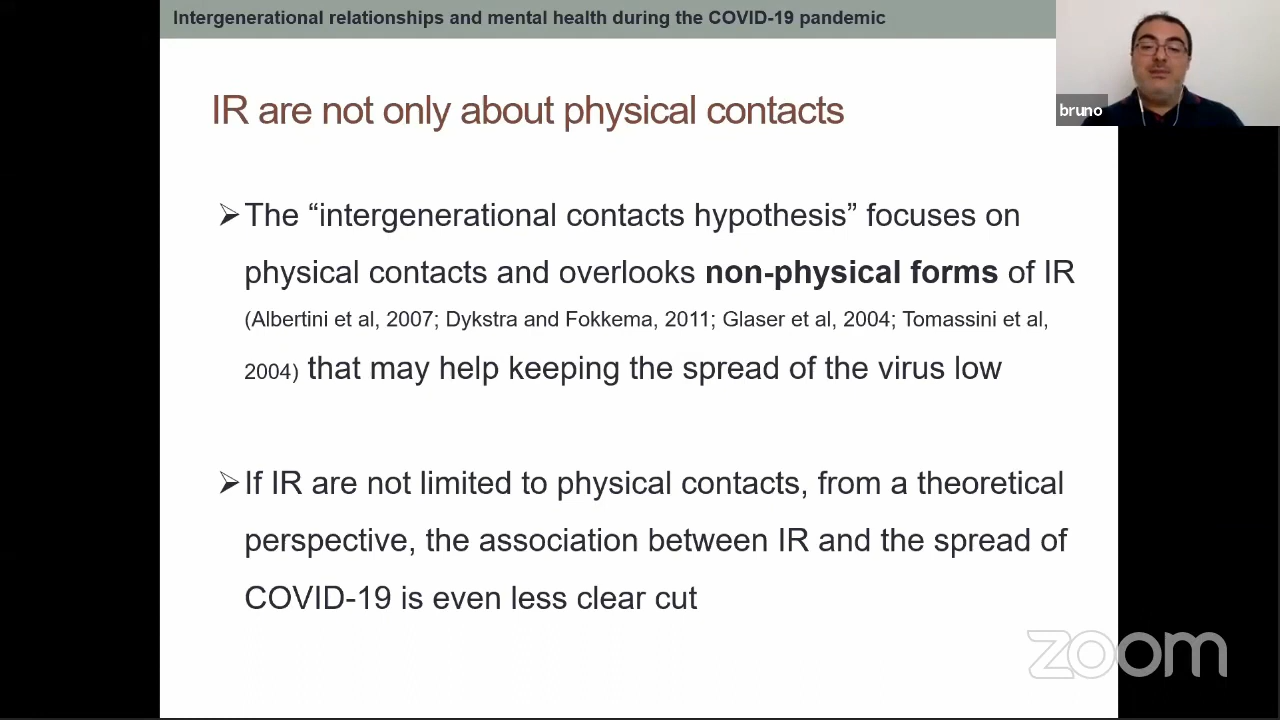 Intergenerational relationships and mental health during the COVID-19 pandemic
IR are not only about physical contacts
bruno
➢The “intergenerational contacts hypothesis” focuses on
physical contacts and overlooks non-physical forms of IR
(Albertini et al, 2007; Dykstra and Fokkema, 2011; Glaser et al, 2004; Tomassini et al,
2004) that may help keeping the spread of the virus low
➢If IR are not limited to physical contacts, from a theoretical
perspective, the association between IR and the spread of
COVID-19 is even less clear cut
zoom